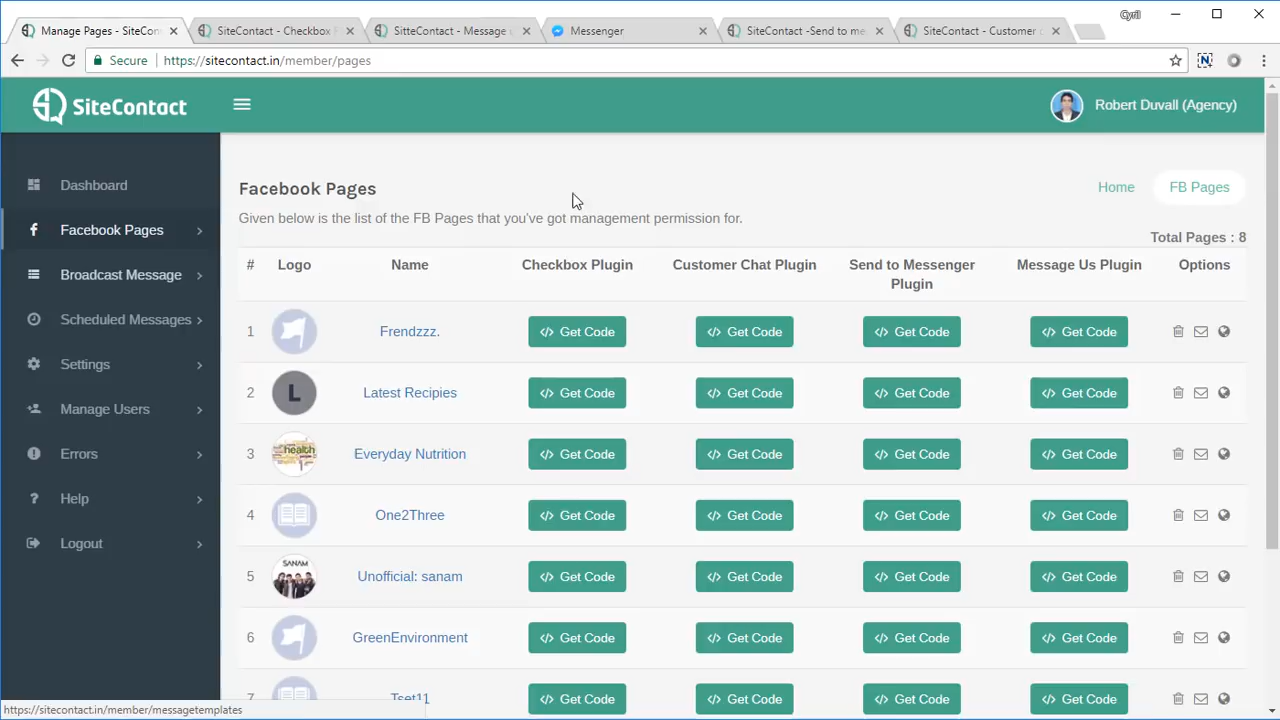 Cyril
Manage Pages - SiteCon
SiteContact - Checkbox P
SitteContact - Message u
Messenger
SiteContact -Send to me
SiteContact - Customer c
Secure
https://sitecontact.in/member/pages
SiteContact
Robert Duvall (Agency)
Dashboard
Facebook Pages
Broadcast Message
Scheduled Messages
Settings
Manage Users
Errors
Help
Logout
Facebook Pages
Home
FB Pages
Given below is the list of the FB Pages that you've got management permission for.
Total Pages : 8
# Logo Name Checkbox Plugin Customer Chat Plugin Send to Messenger Plugin Message Us Plugin Options
1 Frendzzz. Get Code Get Code Get Code Get Code
2 L Latest Recipies Get Code Get Code Get Code Get Code
3 health Everyday Nutrition Get Code Get Code Get Code Get Code
4 One2Three Get Code Get Code Get Code Get Code
5 SANAM Unofficial: sanam Get Code Get Code Get Code Get Code
6 GreenEnvironment Get Code Get Code Get Code Get Code
7 Tset11 Get Code Get Code Get Code Get Code
https://sitecontact.in/member/messagetemplates